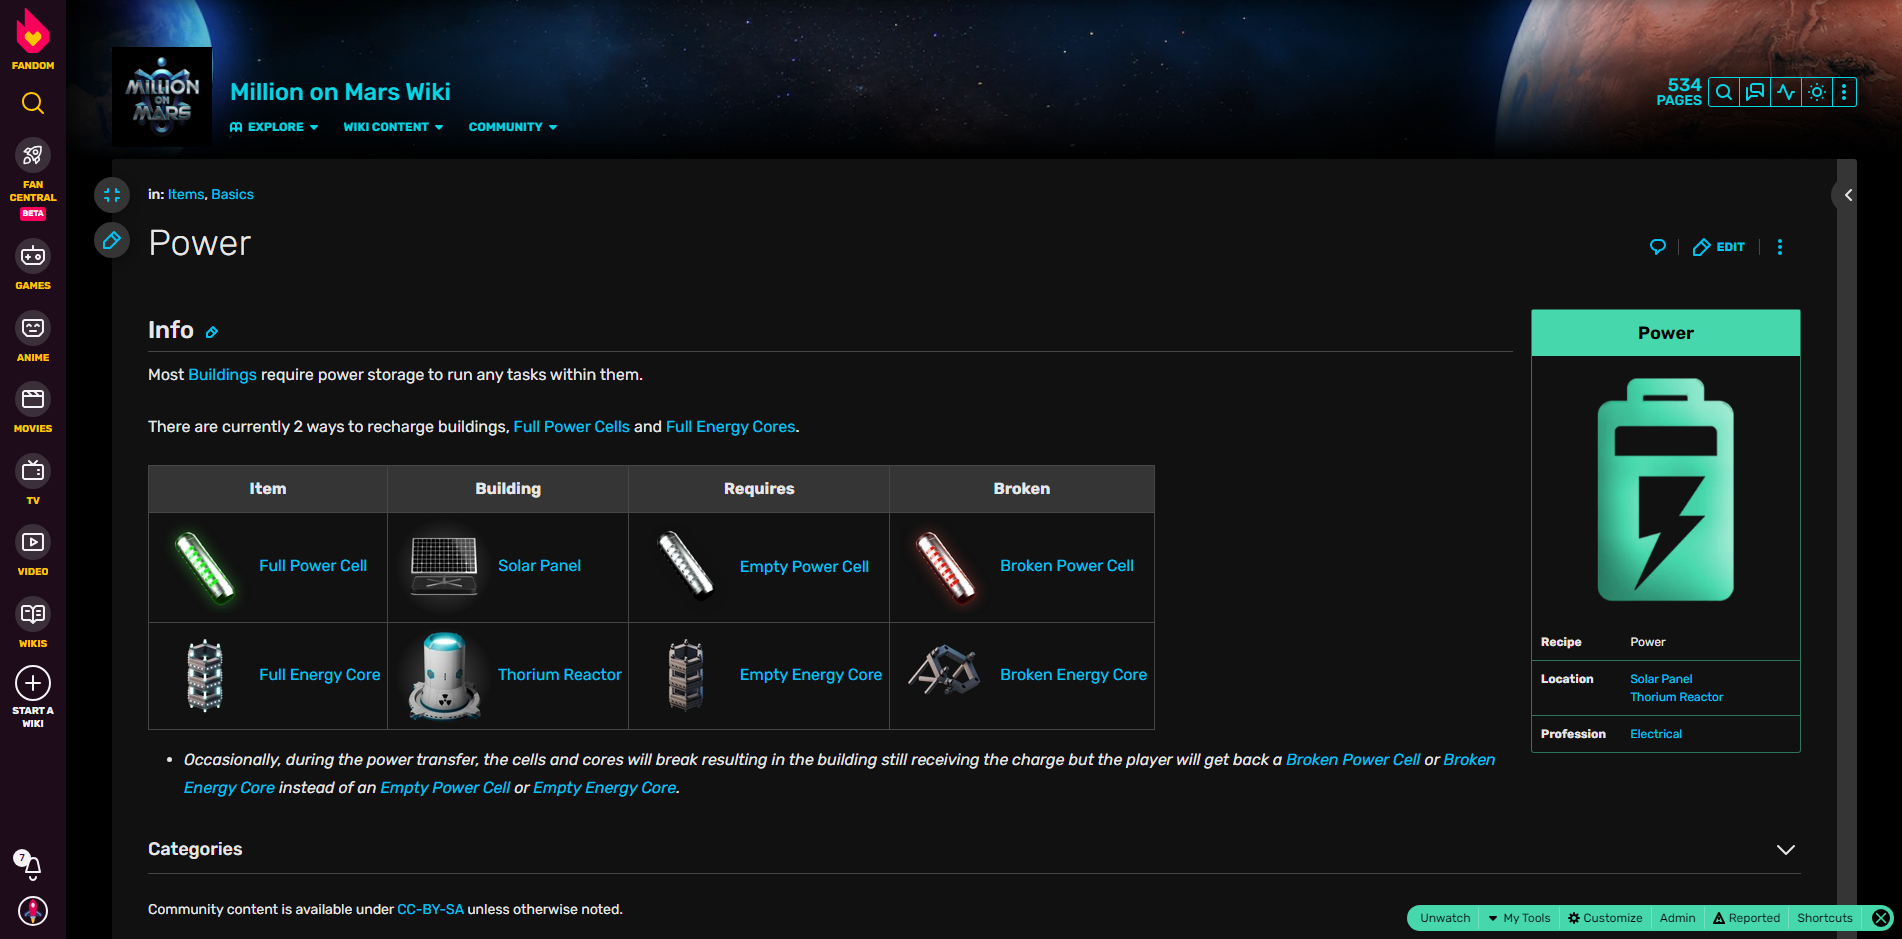 FANDOM
FAN
CENTRAL
BETA
GAMES
ANIME
MOVIES
TV
VIDEO
WIKIS
START A
WIKI
7
MILLION
ON
MARS
Million on Mars Wiki
EXPLORE
WIKI CONTENT
COMMUNITY
534
PAGES
in: Items, Basics
Power
EDIT
Info
Most Buildings require power storage to run any tasks within them.
There are currently 2 ways to recharge buildings, Full Power Cells and Full Energy Cores.
Item Building Requires Broken
Full Power Cell Solar Panel Empty Power Cell Broken Power Cell
Full Energy Core Thorium Reactor Empty Energy Core Broken Energy Core
• Occasionally, during the power transfer, the cells and cores will break resulting in the building still receiving the charge but the player will get back a Broken Power Cell or Broken
Energy Core instead of an Empty Power Cell or Empty Energy Core.
Power
Recipe Power
Location Solar Panel
Thorium Reactor
Profession Electrical
Categories
Community content is available under CC-BY-SA unless otherwise noted.
Unwatch My Tools Customize Admin Reported Shortcuts